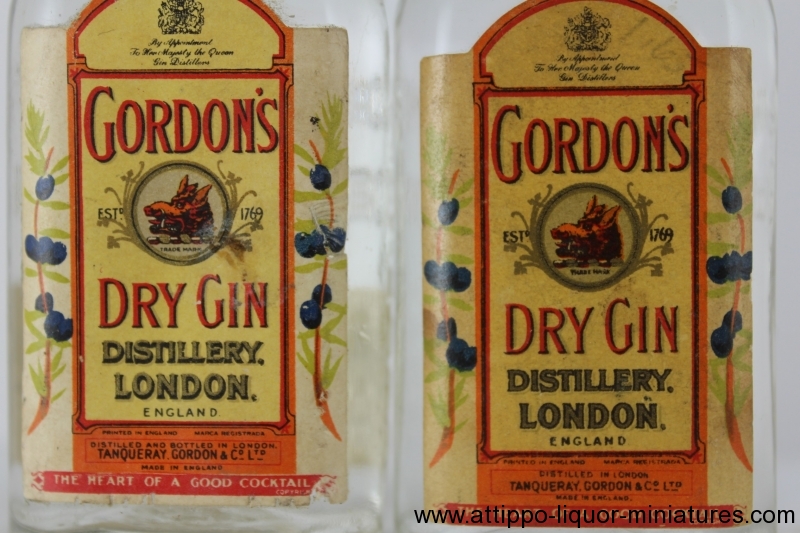 By Appointment
To Her Majesty the Queen
Gin Distillers
GORDON'S
ESTD 1769
TRADE MARK
DRY GIN
DISTILLERY,
LONDON,
ENGLAND
PRINTED IN ENGLAND MARCA REGISTRADA
DISTILLED AND BOTTLED IN LONDON.
TANQUERAY, GORDON & CO LTD
MADE IN ENGLAND
THE HEART OF A GOOD COCKTAIL
COPYRIGHT
By Appointment
To Her Majesty the Queen
Gin Distillers
GORDON'S
ESTD 1769
TRADE MARK
DRY GIN
DISTILLERY,
LONDON,
ENGLAND
PRINTED IN ENGLAND MARCA REGISTRADA
DISTILLED IN LONDON
TANQUERAY, GORDON & CO LTD
MADE IN ENGLAND.
www.attippo-liquor-miniatures.com